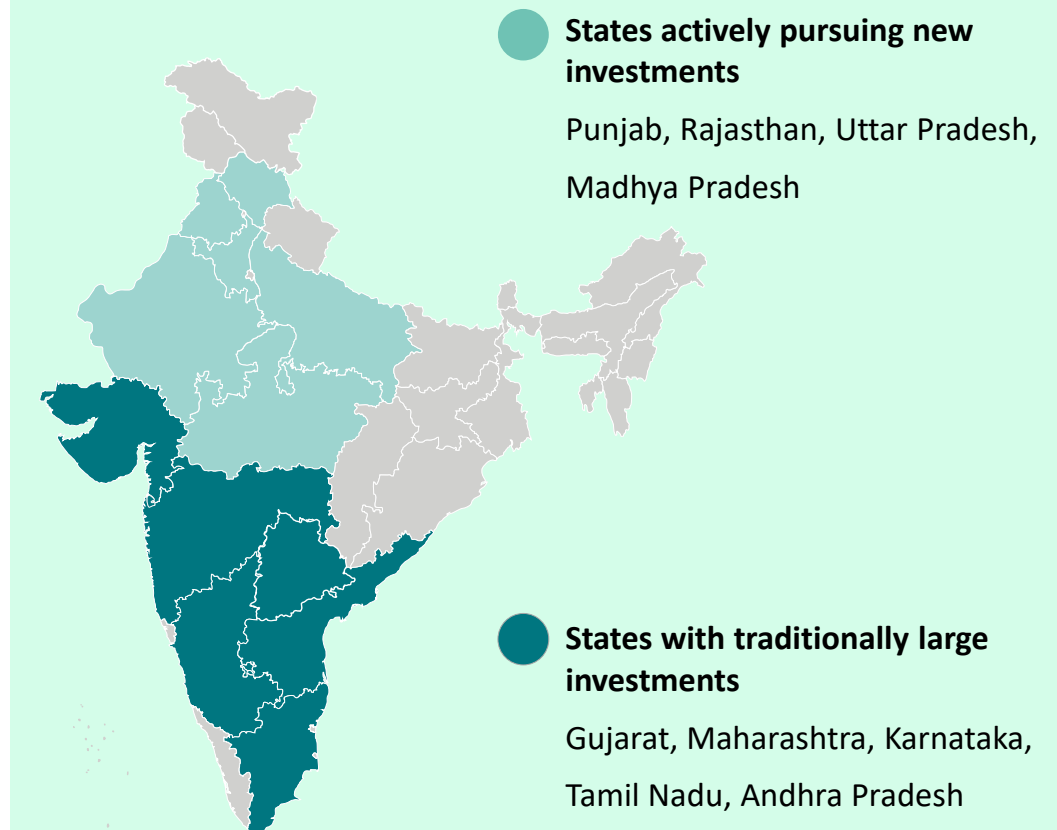 States actively pursuing new
investments
Punjab, Rajasthan, Uttar Pradesh,
Madhya Pradesh
States with traditionally large
investments
Gujarat, Maharashtra, Karnataka,
Tamil Nadu, Andhra Pradesh